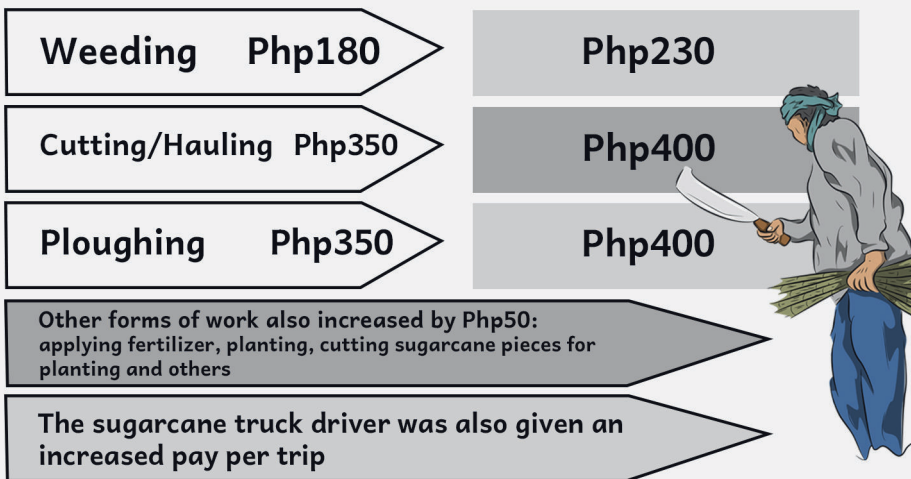 Weeding Php180 Php230
Cutting/Hauling Php350 Php400
Ploughing Php350 Php400
Other forms of work also increased by Php50:
applying fertilizer, planting, cutting sugarcane pieces for
planting and others
The sugarcane truck driver was also given an
increased pay per trip